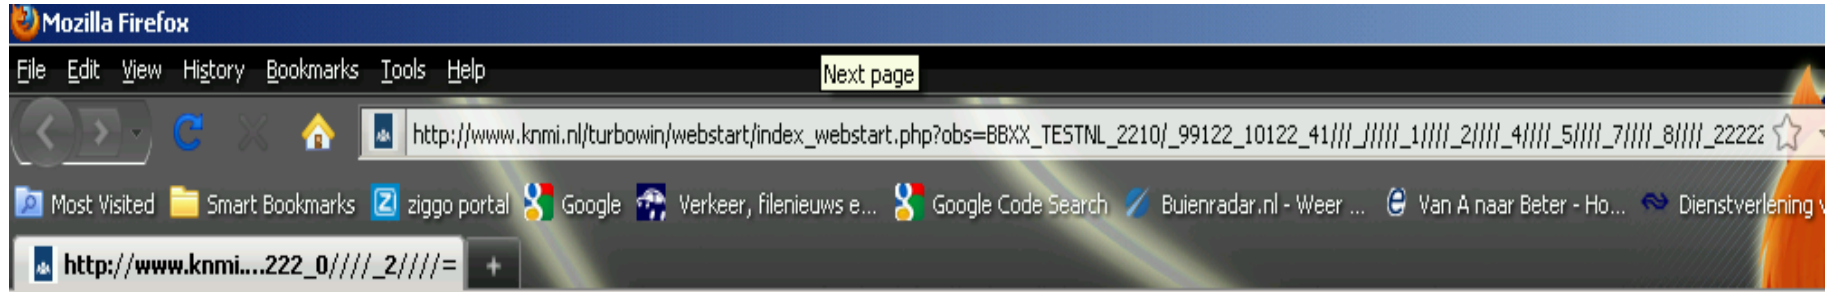 Mozilla Firefox
File Edit View History Bookmarks Tools Help
Next page
http://www.knmi.nl/turbowin/webstart/index_webstart.php?obs=BBXX_TESTNL_2210/_99122_10122_41///_/////_1////_2////_4////_5////_7////_8////_22222
Most Visited Smart Bookmarks ziggo portal Google Verkeer, filenieuws e... Google Code Search Buienradar.nl - Weer ... Van A naar Beter - Ho... Dienstverlening v
http://www.knmi....222_0////_2////= +